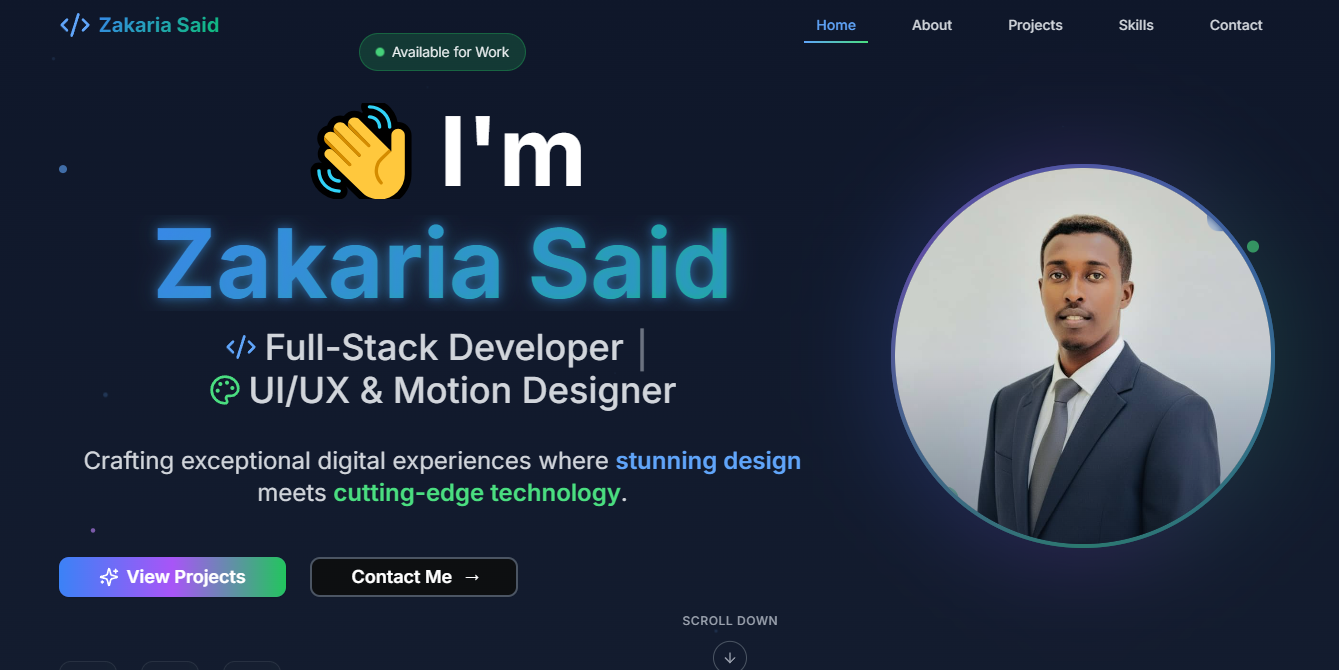 Zakaria Said
Home
About
Projects
Skills
Contact
Available for Work
I'm
Zakaria Said
Full-Stack Developer |
UI/UX & Motion Designer
Crafting exceptional digital experiences where stunning design
meets cutting-edge technology.
View Projects
Contact Me →
SCROLL DOWN